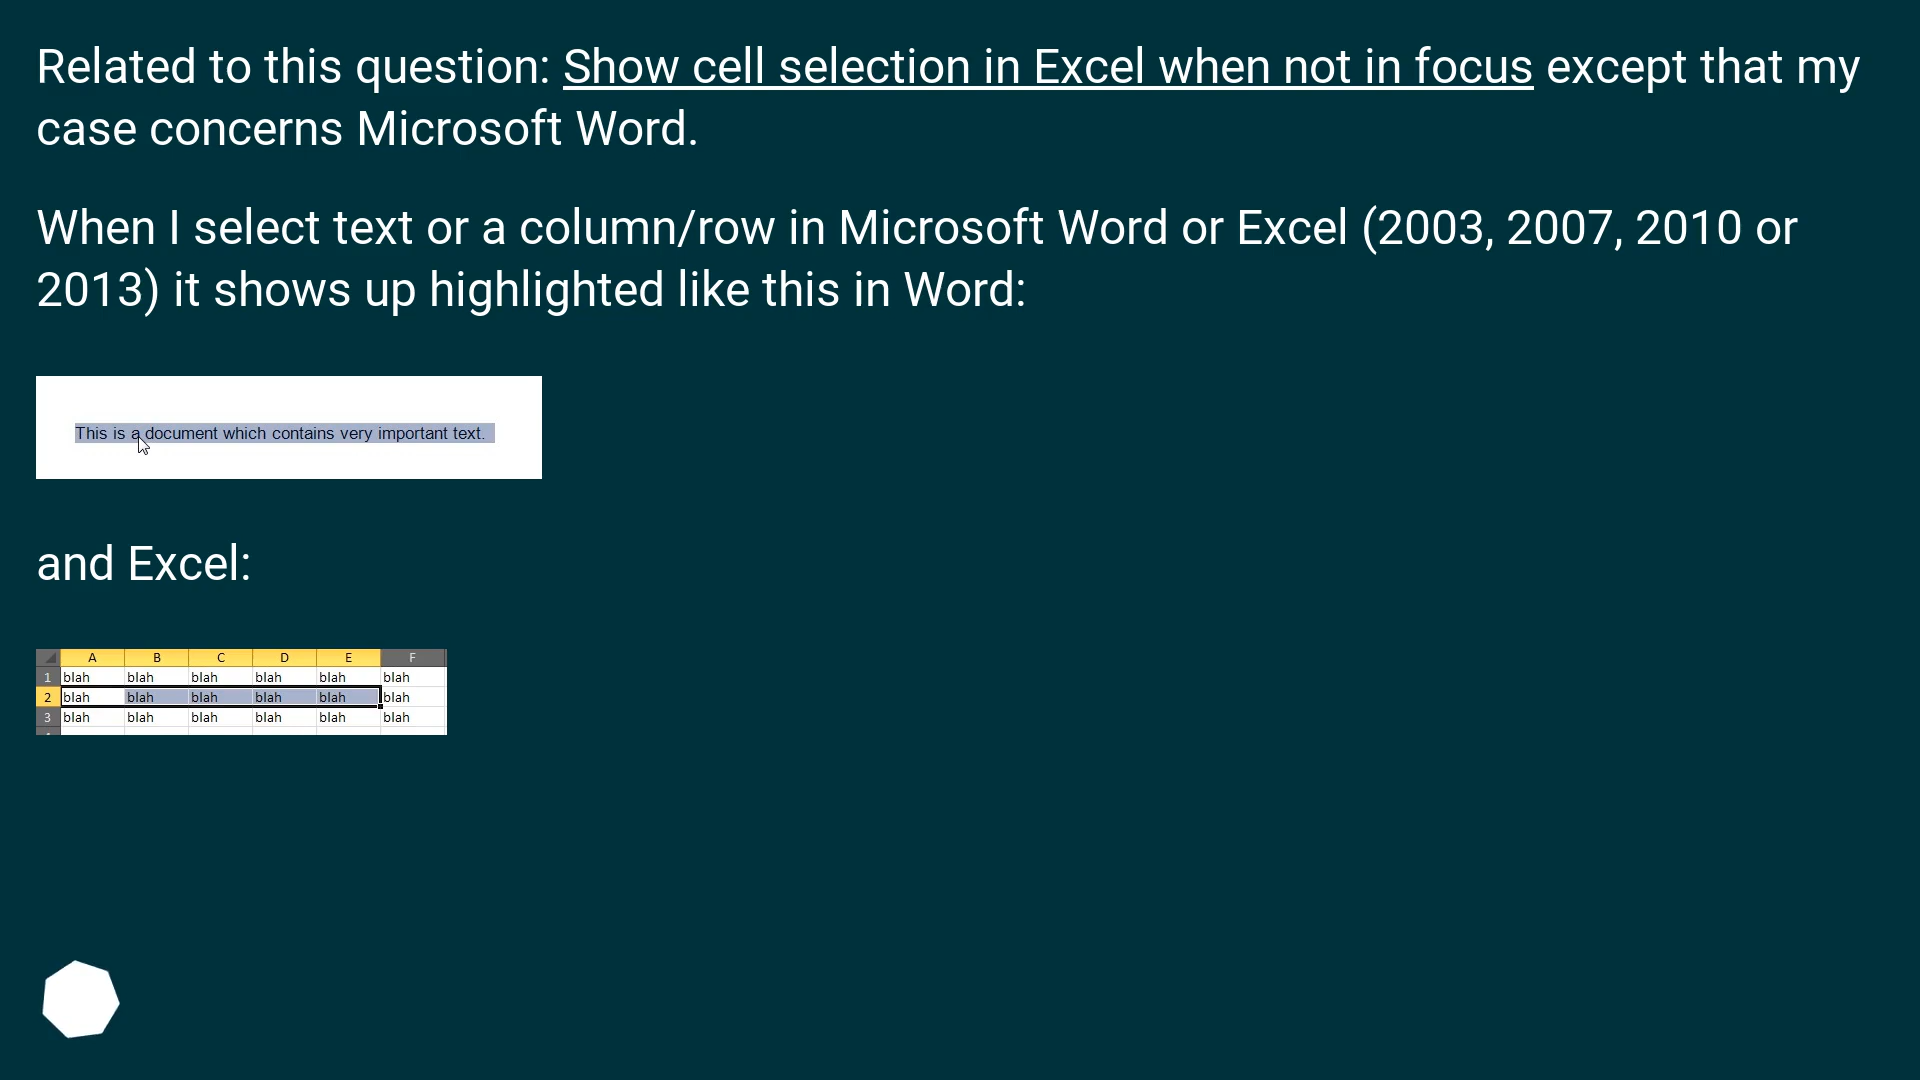 Related to this question: Show cell selection in Excel when not in focus except that my
case concerns Microsoft Word.
When I select text or a column/row in Microsoft Word or Excel (2003, 2007, 2010 or
2013) it shows up highlighted like this in Word:
This is a document which contains very important text.
and Excel:
A B C D E F
1 blah blah blah blah blah blah
2 blah blah blah blah blah blah
3 blah blah blah blah blah blah